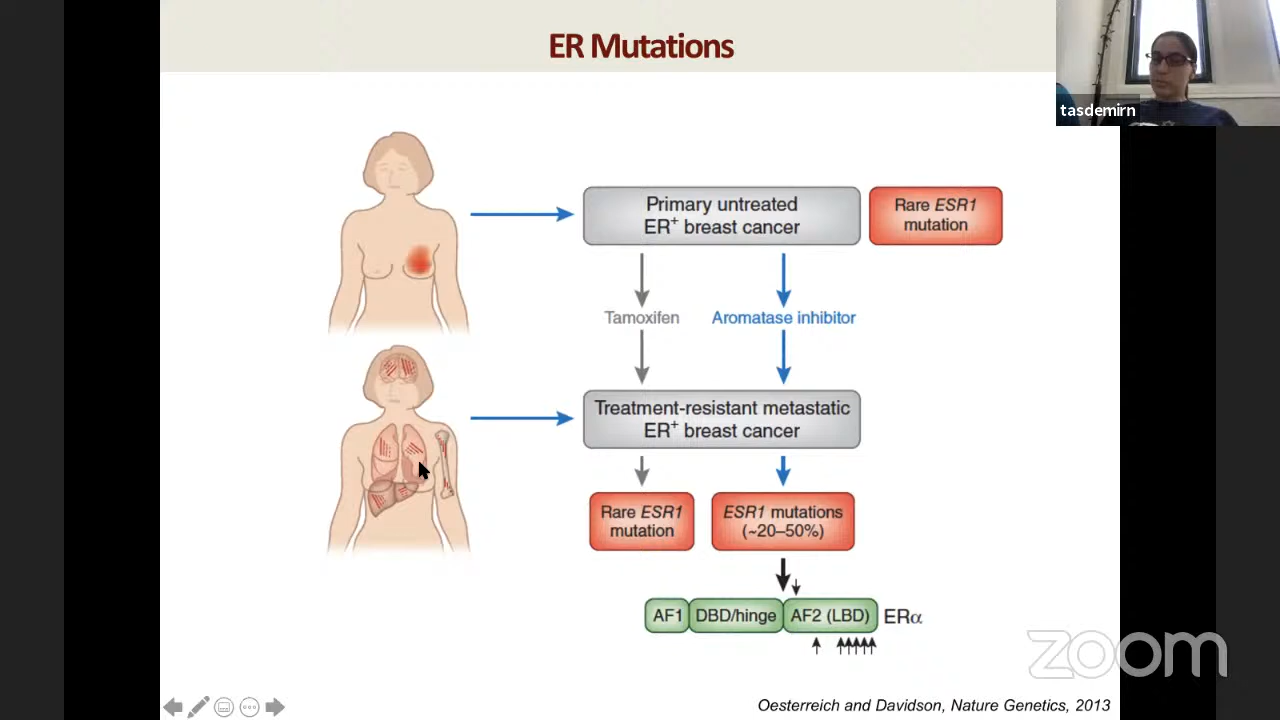 ER Mutations
tasdemirn
Primary untreated
ER⁺ breast cancer
Rare ESR1
mutation
Tamoxifen
Aromatase inhibitor
Treatment-resistant metastatic
ER⁺ breast cancer
Rare ESR1
mutation
ESR1 mutations
(~20–50%)
AF1
DBD/hinge
AF2 (LBD)
ERα
zoom
Oesterreich and Davidson, Nature Genetics, 2013